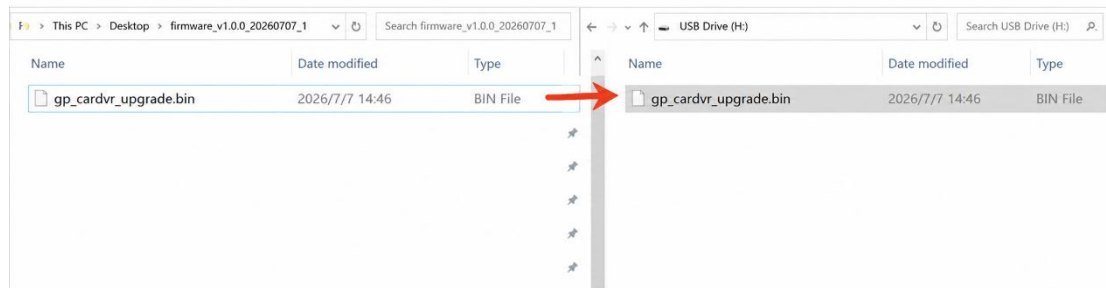 This PC > Desktop > firmware_v1.0.0_20260707_1
Search firmware_v1.0.0_20260707_1
Name Date modified Type
gp_cardvr_upgrade.bin 2026/7/7 14:46 BIN File
USB Drive (H:)
Search USB Drive (H:)
Name Date modified Type
gp_cardvr_upgrade.bin 2026/7/7 14:46 BIN File